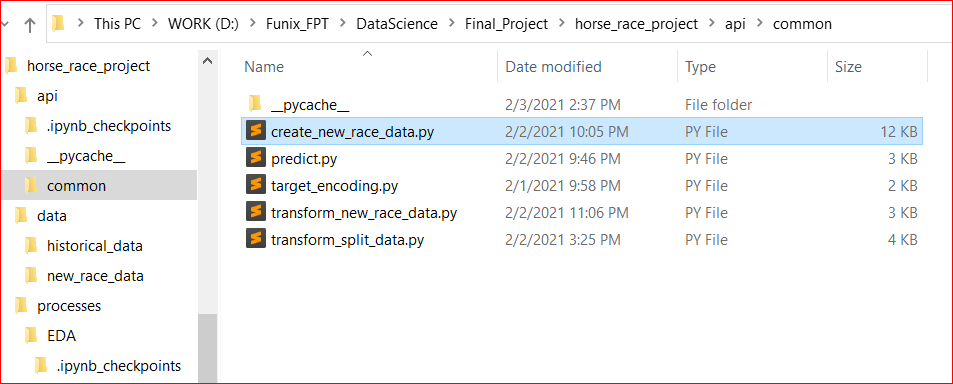 This PC > WORK (D:) > Funix_FPT > DataScience > Final_Project > horse_race_project > api > common
horse_race_project
api
.ipynb_checkpoints
__pycache__
common
data
historical_data
new_race_data
processes
EDA
.ipynb_checkpoints
Name Date modified Type Size
__pycache__ 2/3/2021 2:37 PM File folder
create_new_race_data.py 2/2/2021 10:05 PM PY File 12 KB
predict.py 2/2/2021 9:46 PM PY File 3 KB
target_encoding.py 2/1/2021 9:58 PM PY File 2 KB
transform_new_race_data.py 2/2/2021 11:06 PM PY File 3 KB
transform_split_data.py 2/2/2021 3:25 PM PY File 4 KB